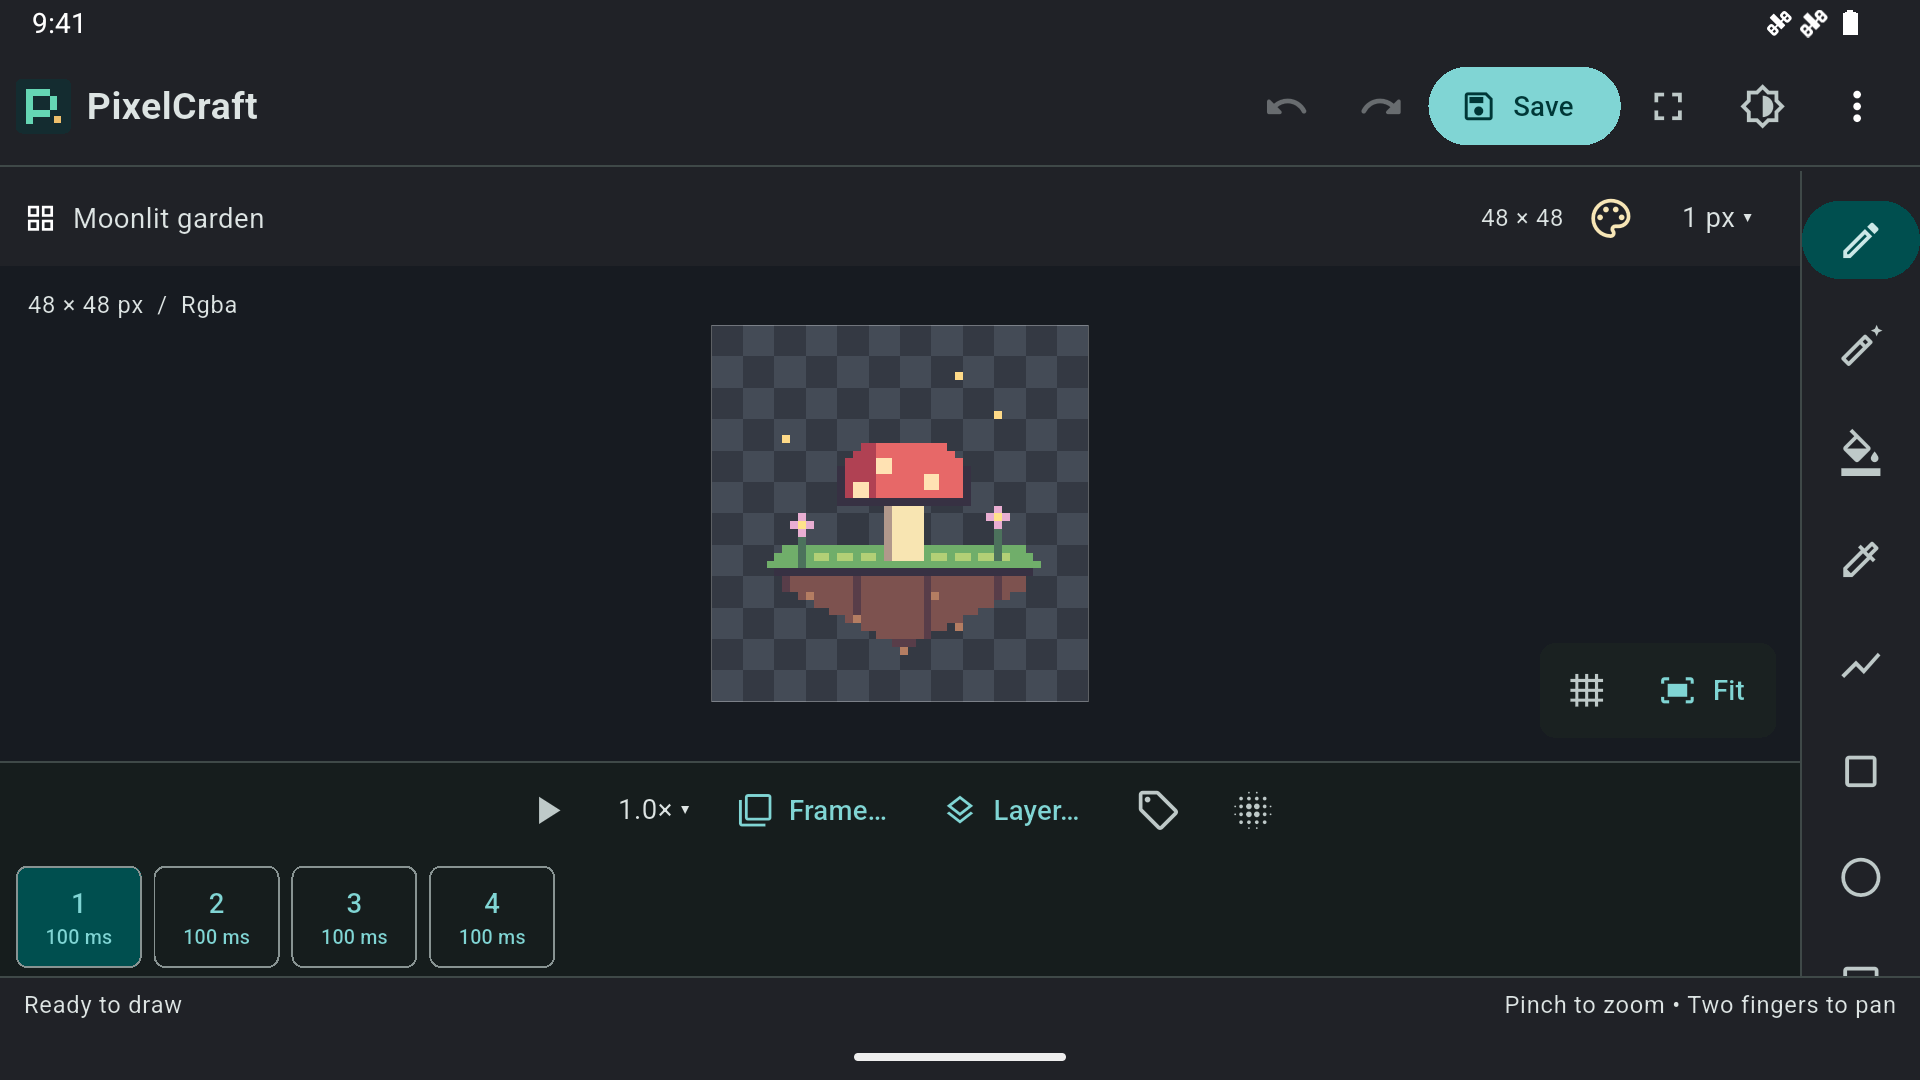 9:41
PixelCraft
Save
Moonlit garden
48 × 48
1 px ▾
48 × 48 px / Rgba
Fit
1.0× ▾
Frame…
Layer…
1
100 ms
2
100 ms
3
100 ms
4
100 ms
Ready to draw
Pinch to zoom • Two fingers to pan